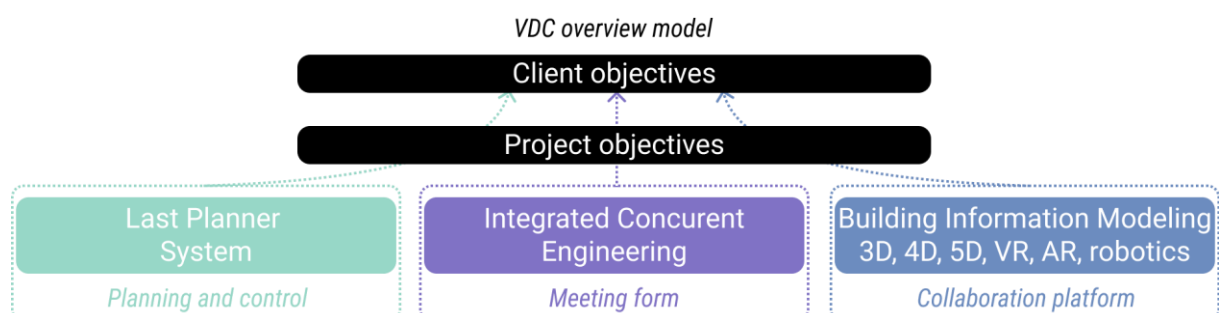 VDC overview model
Client objectives
Project objectives
Last Planner
System
Planning and control
Integrated Concurent
Engineering
Meeting form
Building Information Modeling
3D, 4D, 5D, VR, AR, robotics
Collaboration platform